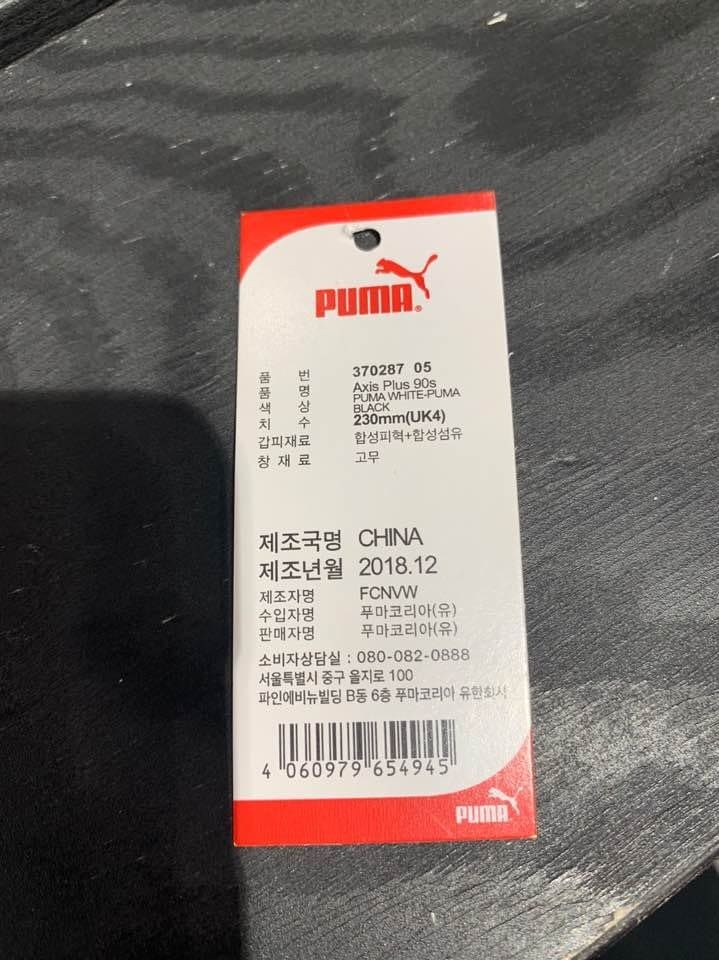 PUMA®
품 번 370287 05
품 명 Axis Plus 90s
색 상 PUMA WHITE-PUMA
BLACK
치 수 230mm(UK4)
갑피재료 합성피혁+합성섬유
창 재 료 고무
제조국명 CHINA
제조년월 2018.12
제조자명 FCNVW
수입자명 푸마코리아(유)
판매자명 푸마코리아(유)
소비자상담실 : 080-082-0888
서울특별시 중구 을지로 100
파인에비뉴빌딩 B동 6층 푸마코리아 유한회사
4 060979 654945
PUMA